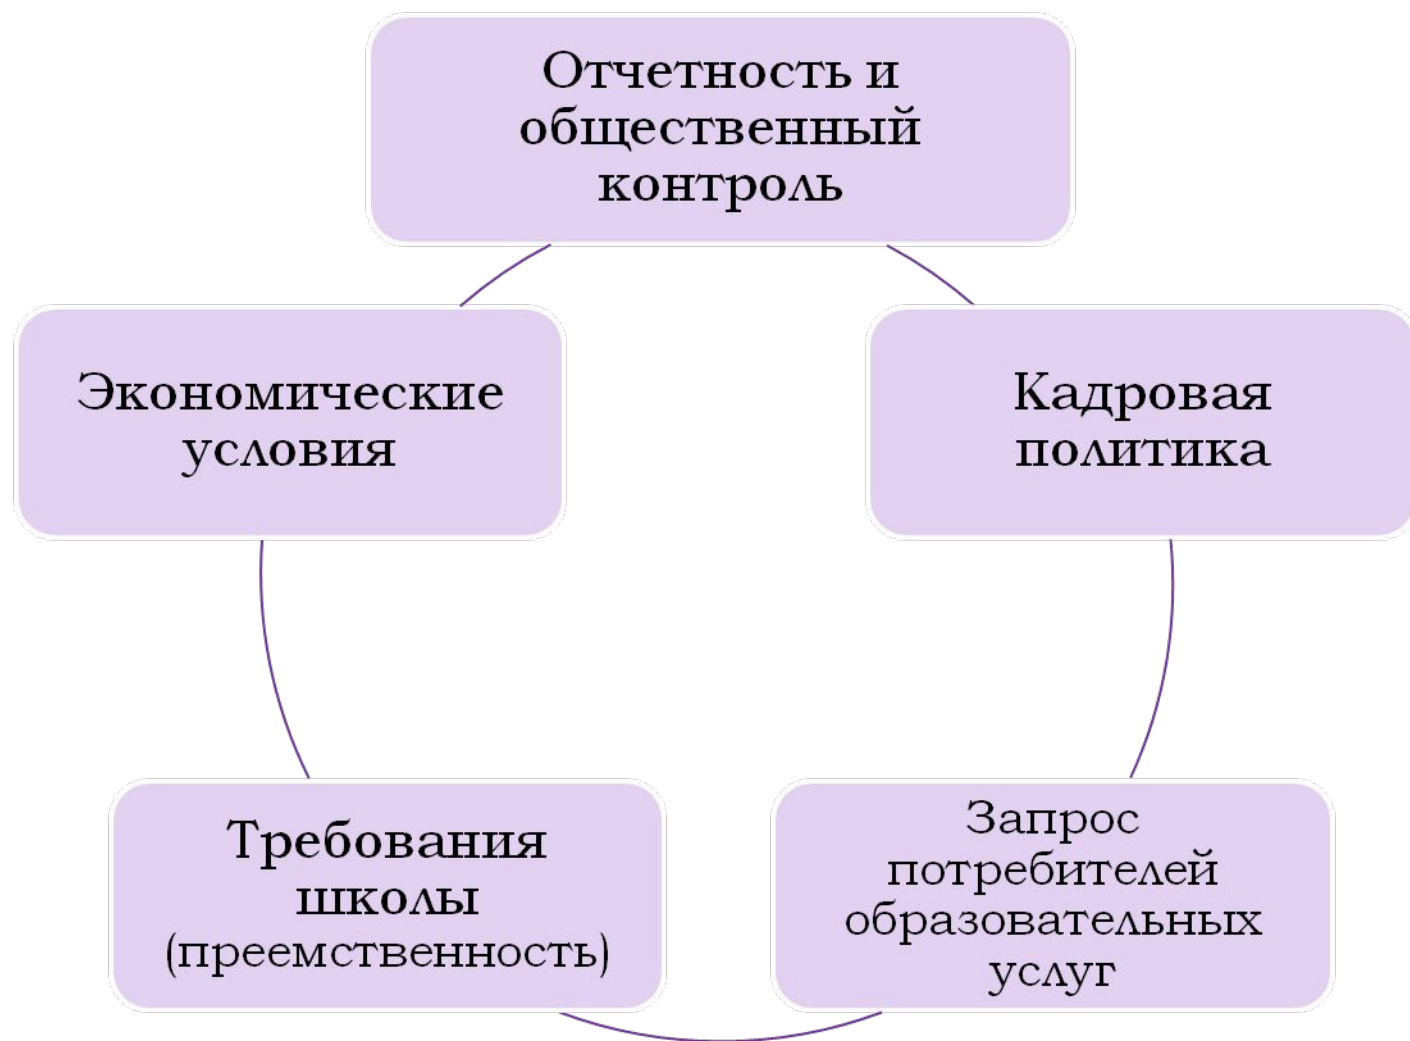 Отчетность и
общественный
контроль
Экономические
условия
Кадровая
политика
Требования
школы
(преемственность)
Запрос
потребителей
образовательных
услуг